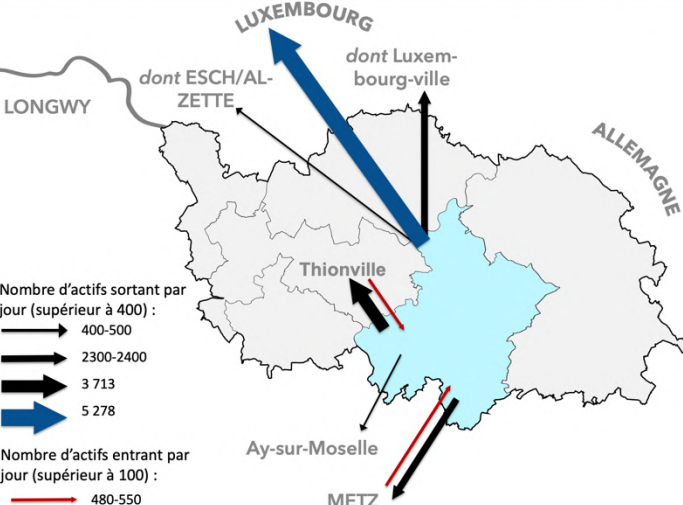 LUXEMBOURG
dont Luxem-
bourg-ville
dont ESCH/AL-
ZETTE
LONGWY
ALLEMAGNE
Thionville
Nombre d’actifs sortant par
jour (supérieur à 400) :
400-500
2300-2400
3 713
5 278
Ay-sur-Moselle
Nombre d’actifs entrant par
jour (supérieur à 100) :
480-550
METZ